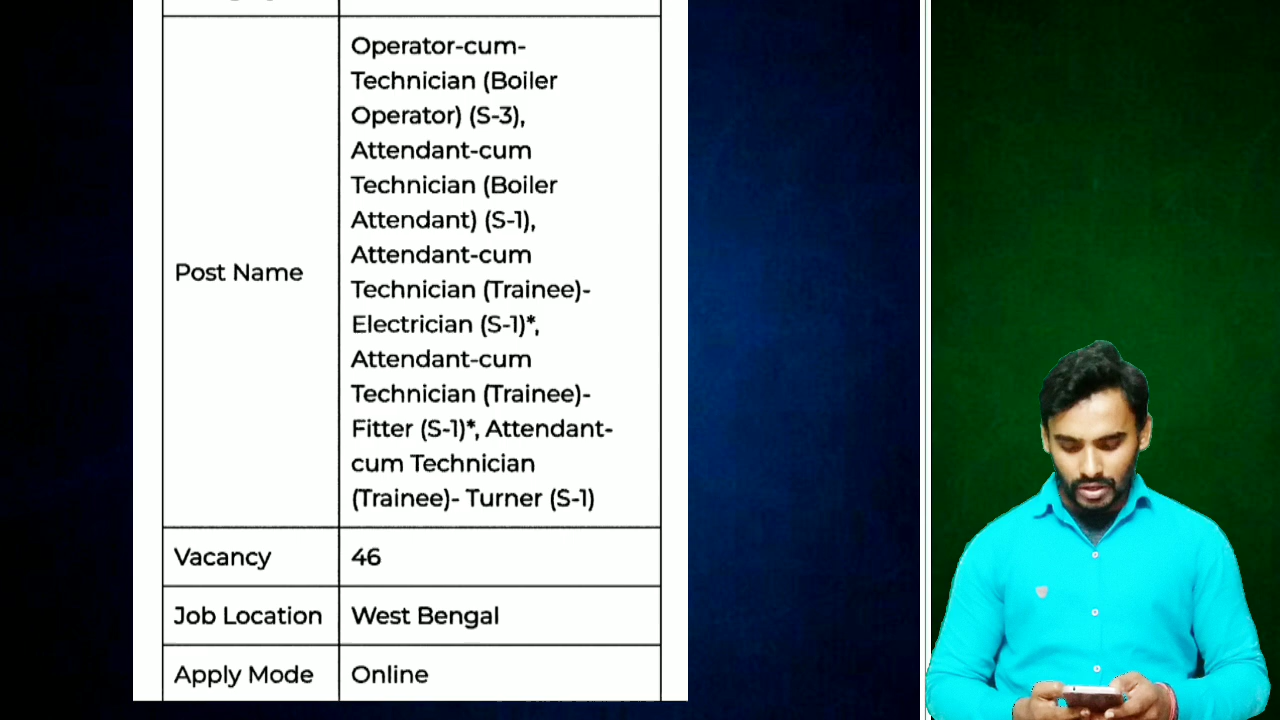 Operator-cum-
Technician (Boiler
Operator) (S-3),
Attendant-cum
Technician (Boiler
Attendant) (S-1),
Attendant-cum
Technician (Trainee)-
Post Name
Electrician (S-1)*,
Attendant-cum
Technician (Trainee)-
Fitter (S-1)*, Attendant-
cum Technician
(Trainee)- Turner (S-1)
Vacancy 46
Job Location West Bengal
Apply Mode Online